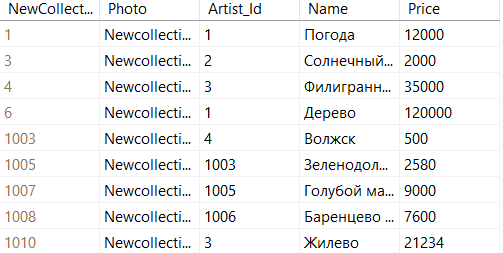 NewCollect... Photo Artist_Id Name Price
1 Newcollecti... 1 Погода 12000
3 Newcollecti... 2 Солнечный... 2000
4 Newcollecti... 3 Филигранн... 35000
6 Newcollecti... 1 Дерево 120000
1003 Newcollecti... 4 Волжск 500
1005 Newcollecti... 1003 Зеленодол... 2580
1007 Newcollecti... 1005 Голубой ма... 9000
1008 Newcollecti... 1006 Баренцево ... 7600
1010 Newcollecti... 3 Жилево 21234